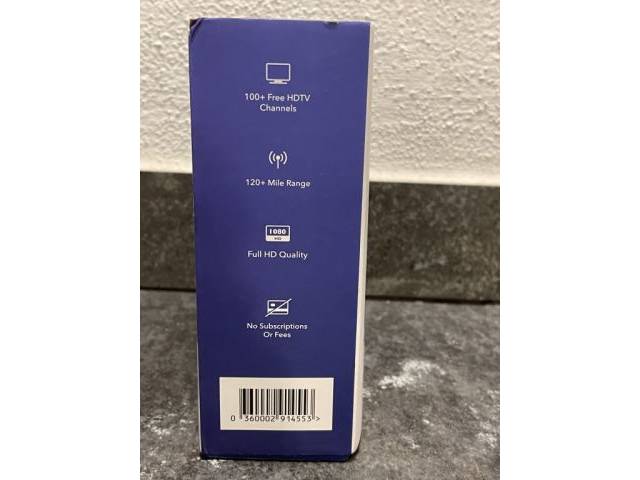 100+ Free HDTV
Channels
120+ Mile Range
1080
HD
Full HD Quality
No Subscriptions
Or Fees
0 360002 914553 >